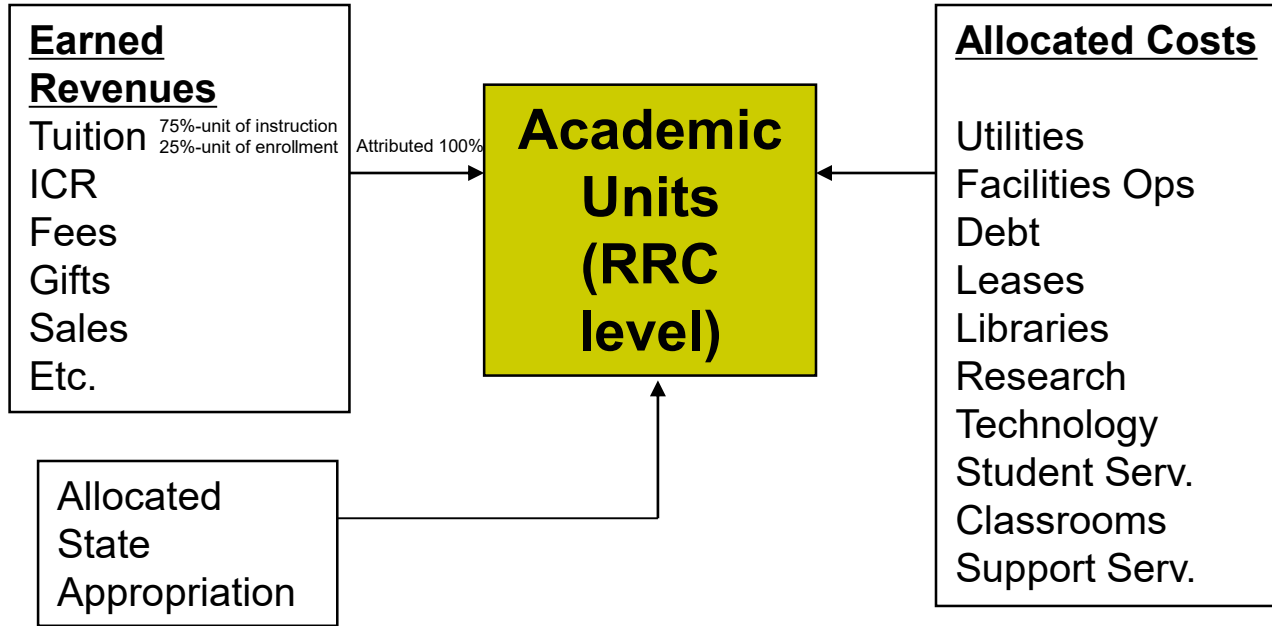 Earned
Revenues
Tuition 75%-unit of instruction
25%-unit of enrollment
ICR
Fees
Gifts
Sales
Etc.
Attributed 100%
Allocated
State
Appropriation
Academic
Units
(RRC
level)
Allocated Costs
Utilities
Facilities Ops
Debt
Leases
Libraries
Research
Technology
Student Serv.
Classrooms
Support Serv.